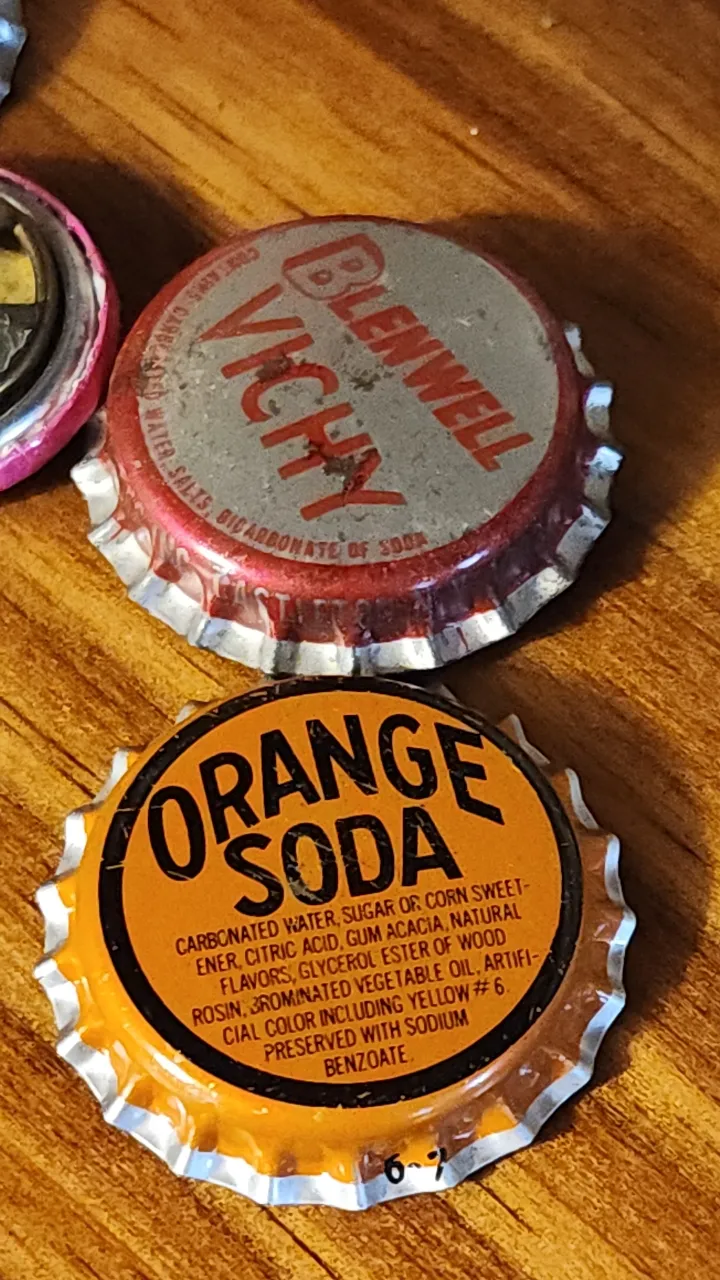 BLENWELL
VICHY
CARBONATED WATER, SALTS, BICARBONATE OF SODA
ORANGE
SODA
CARBONATED WATER, SUGAR OR CORN SWEET-
ENER, CITRIC ACID, GUM ACACIA, NATURAL
FLAVORS, GLYCEROL ESTER OF WOOD
ROSIN, BROMINATED VEGETABLE OIL, ARTIFI-
CIAL COLOR INCLUDING YELLOW # 6.
PRESERVED WITH SODIUM
BENZOATE.